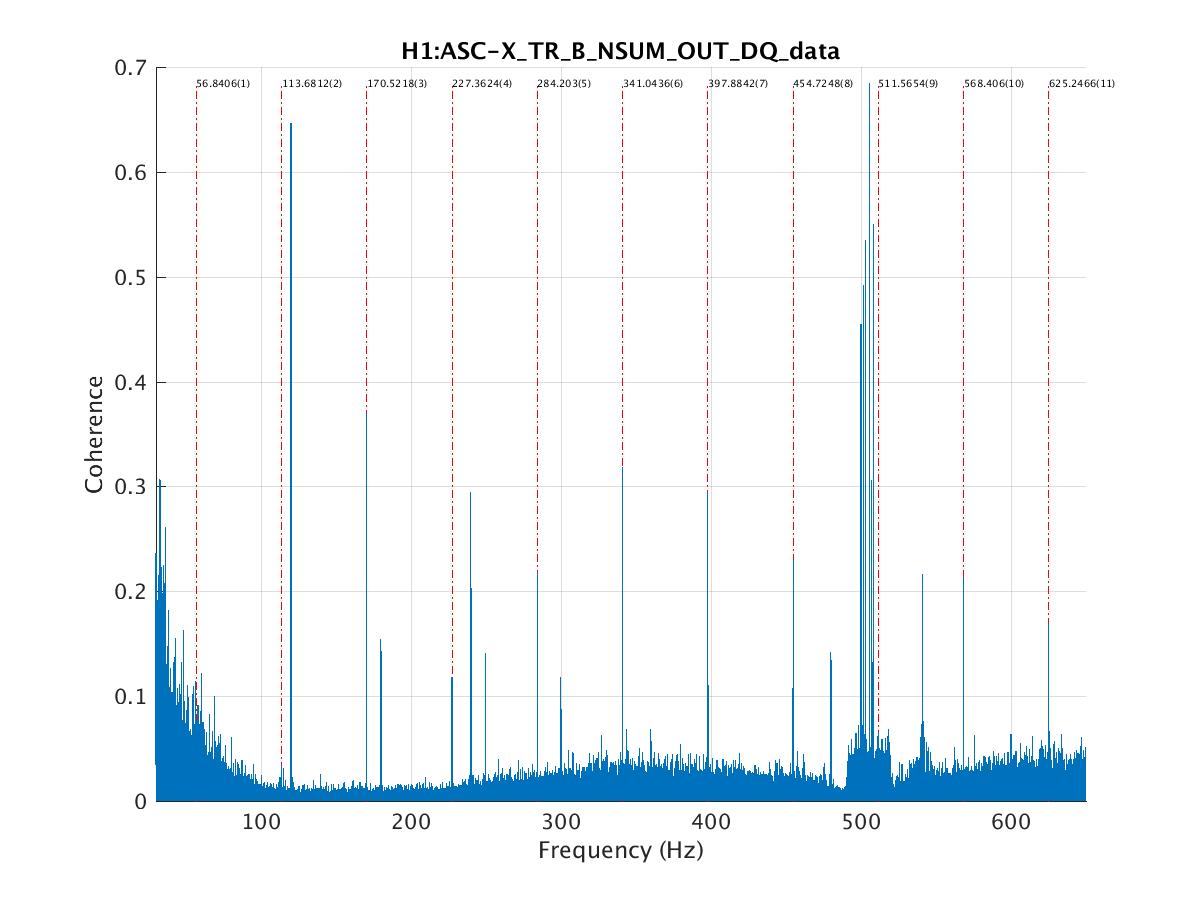 H1:ASC-X_TR_B_NSUM_OUT_DQ_data
0.7
56.8406(1) 113.6812(2) 170.5218(3) 227.3624(4) 284.203(5) 341.0436(6) 397.8842(7) 454.7248(8) 511.5654(9) 568.406(10) 625.2466(11)
0.6
0.5
0.4
0.3
0.2
0.1
0
Coherence
100 200 300 400 500 600
Frequency (Hz)